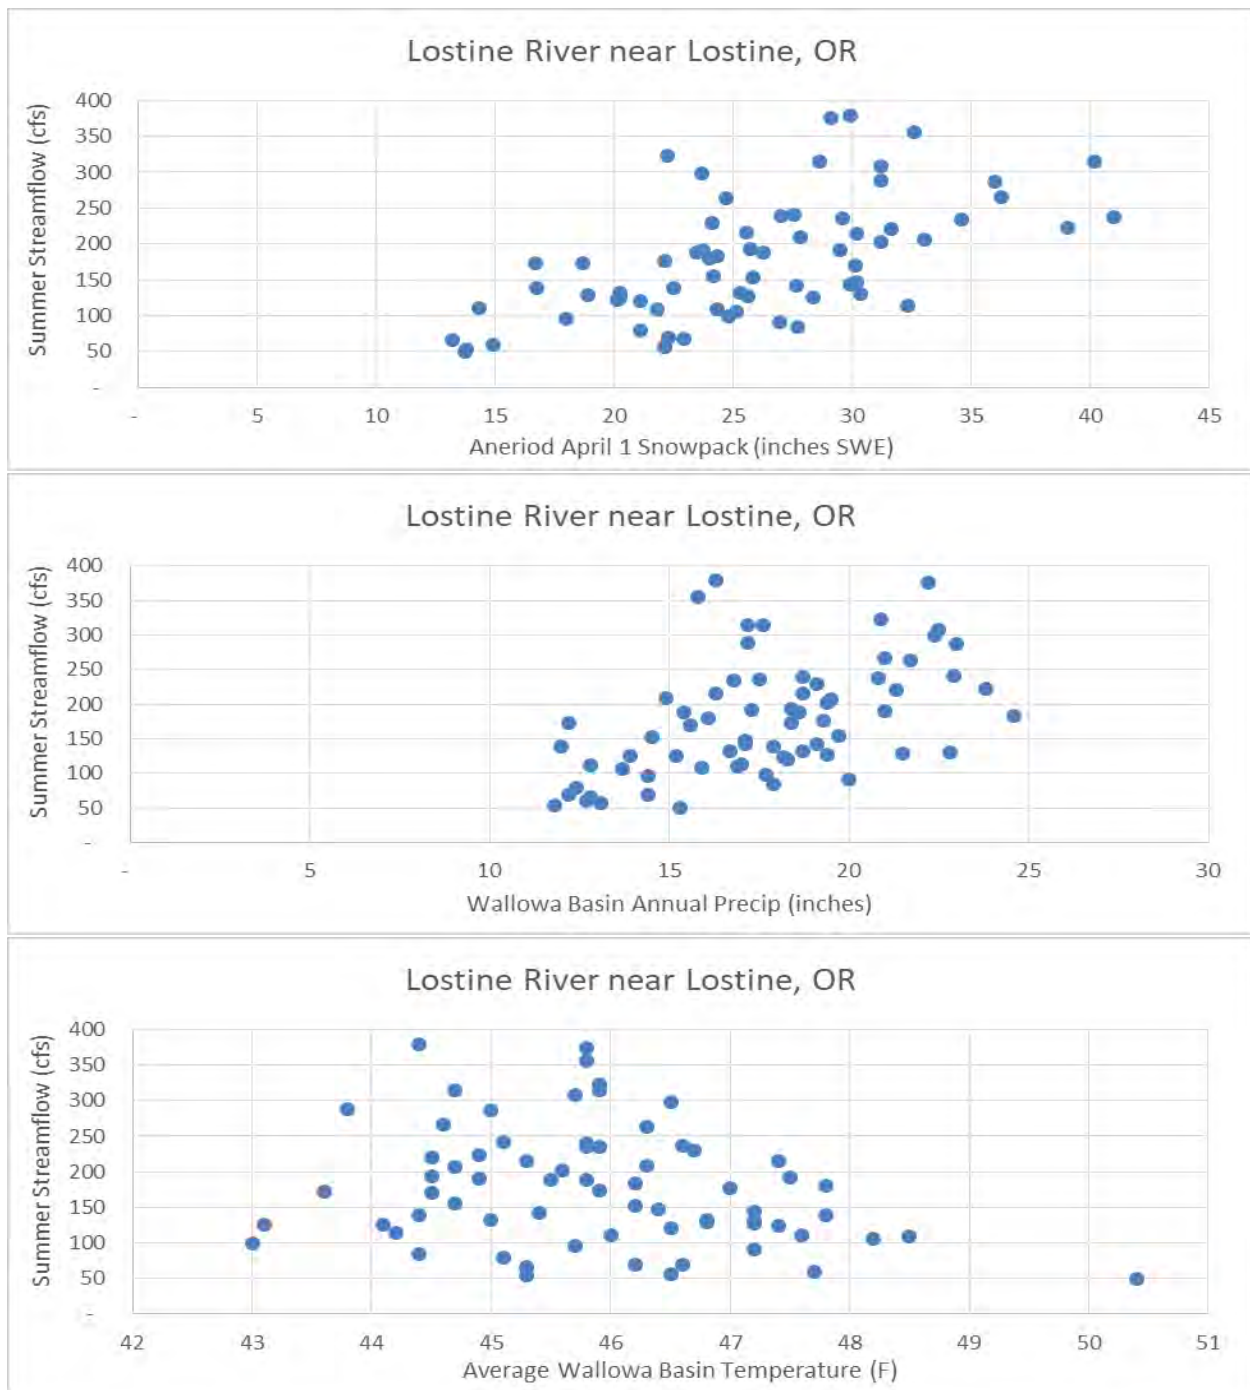 Lostine River near Lostine, OR
Summer Streamflow (cfs)
400
350
300
250
200
150
100
50
-
- 5 10 15 20 25 30 35 40 45
Aneriod April 1 Snowpack (inches SWE)
Lostine River near Lostine, OR
Summer Streamflow (cfs)
400
350
300
250
200
150
100
50
-
- 5 10 15 20 25 30
Wallowa Basin Annual Precip (inches)
Lostine River near Lostine, OR
Summer Streamflow (cfs)
400
350
300
250
200
150
100
50
-
42 43 44 45 46 47 48 49 50 51
Average Wallowa Basin Temperature (F)